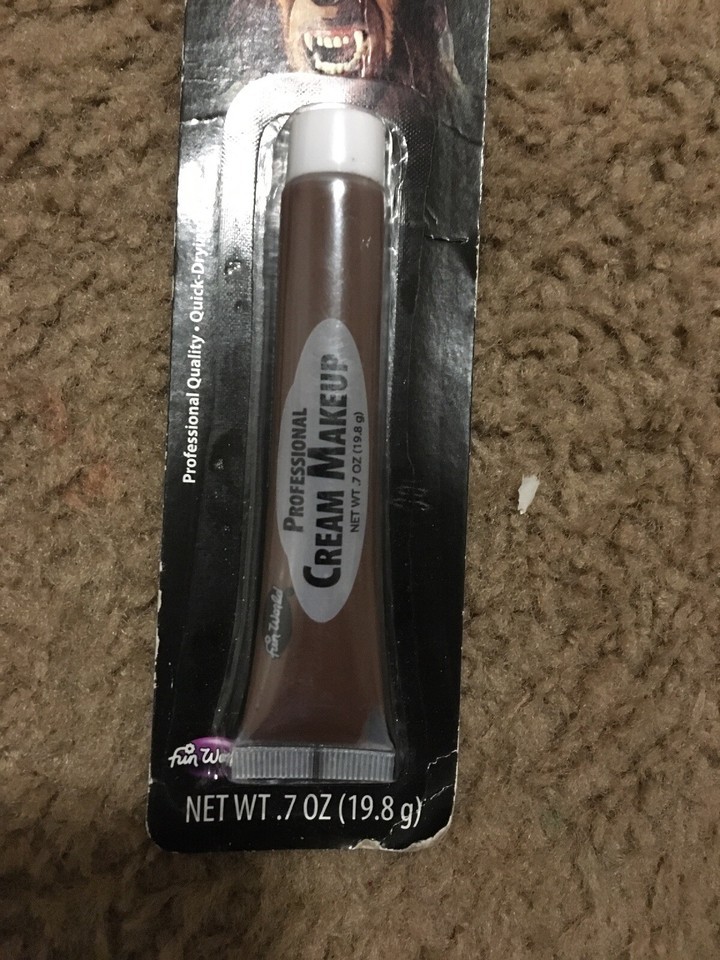 Professional Quality • Quick-Dry
PROFESSIONAL
CREAM MAKEUP
NET WT .7 OZ (19.8 g)
fun World
fun
NET WT .7 OZ (19.8 g)